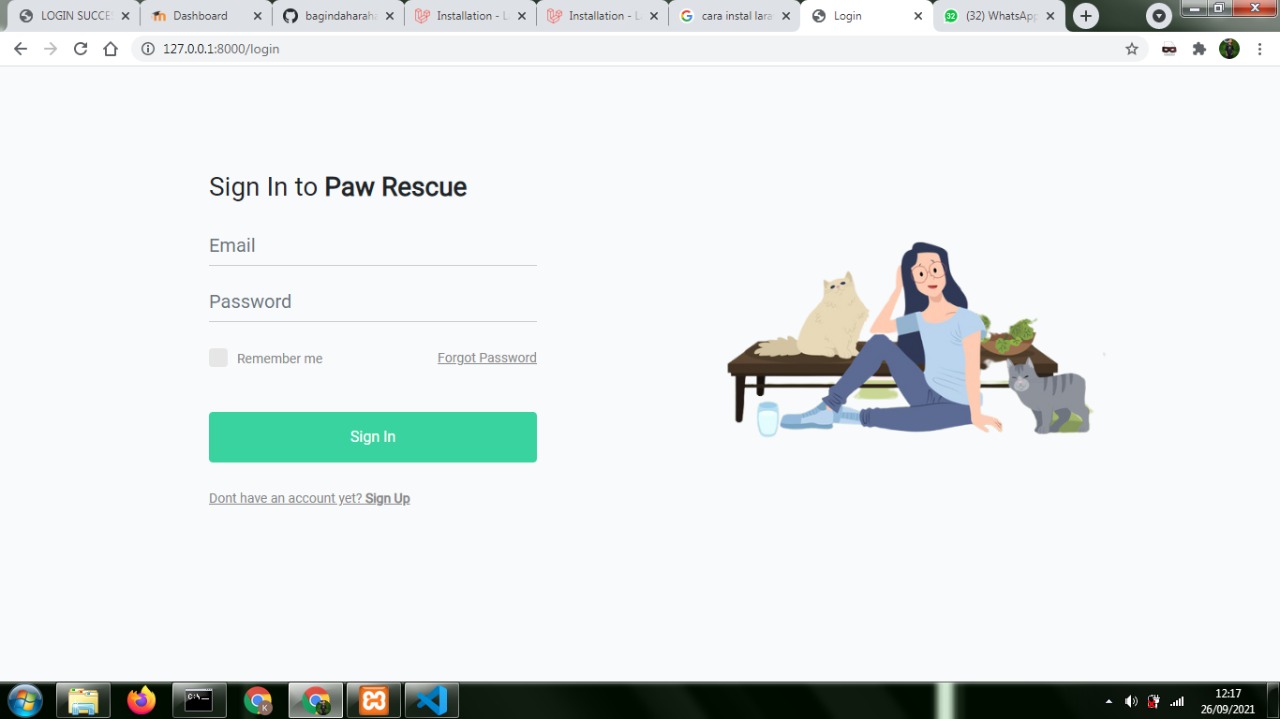 LOGIN SUCCE
Dashboard
bagindaharaha
Installation - L
Installation - La
cara instal lara
Login
(32) WhatsApp
127.0.0.1:8000/login
Sign In to Paw Rescue
Email
Password
Remember me
Forgot Password
Sign In
Dont have an account yet? Sign Up
12:17
26/09/2021